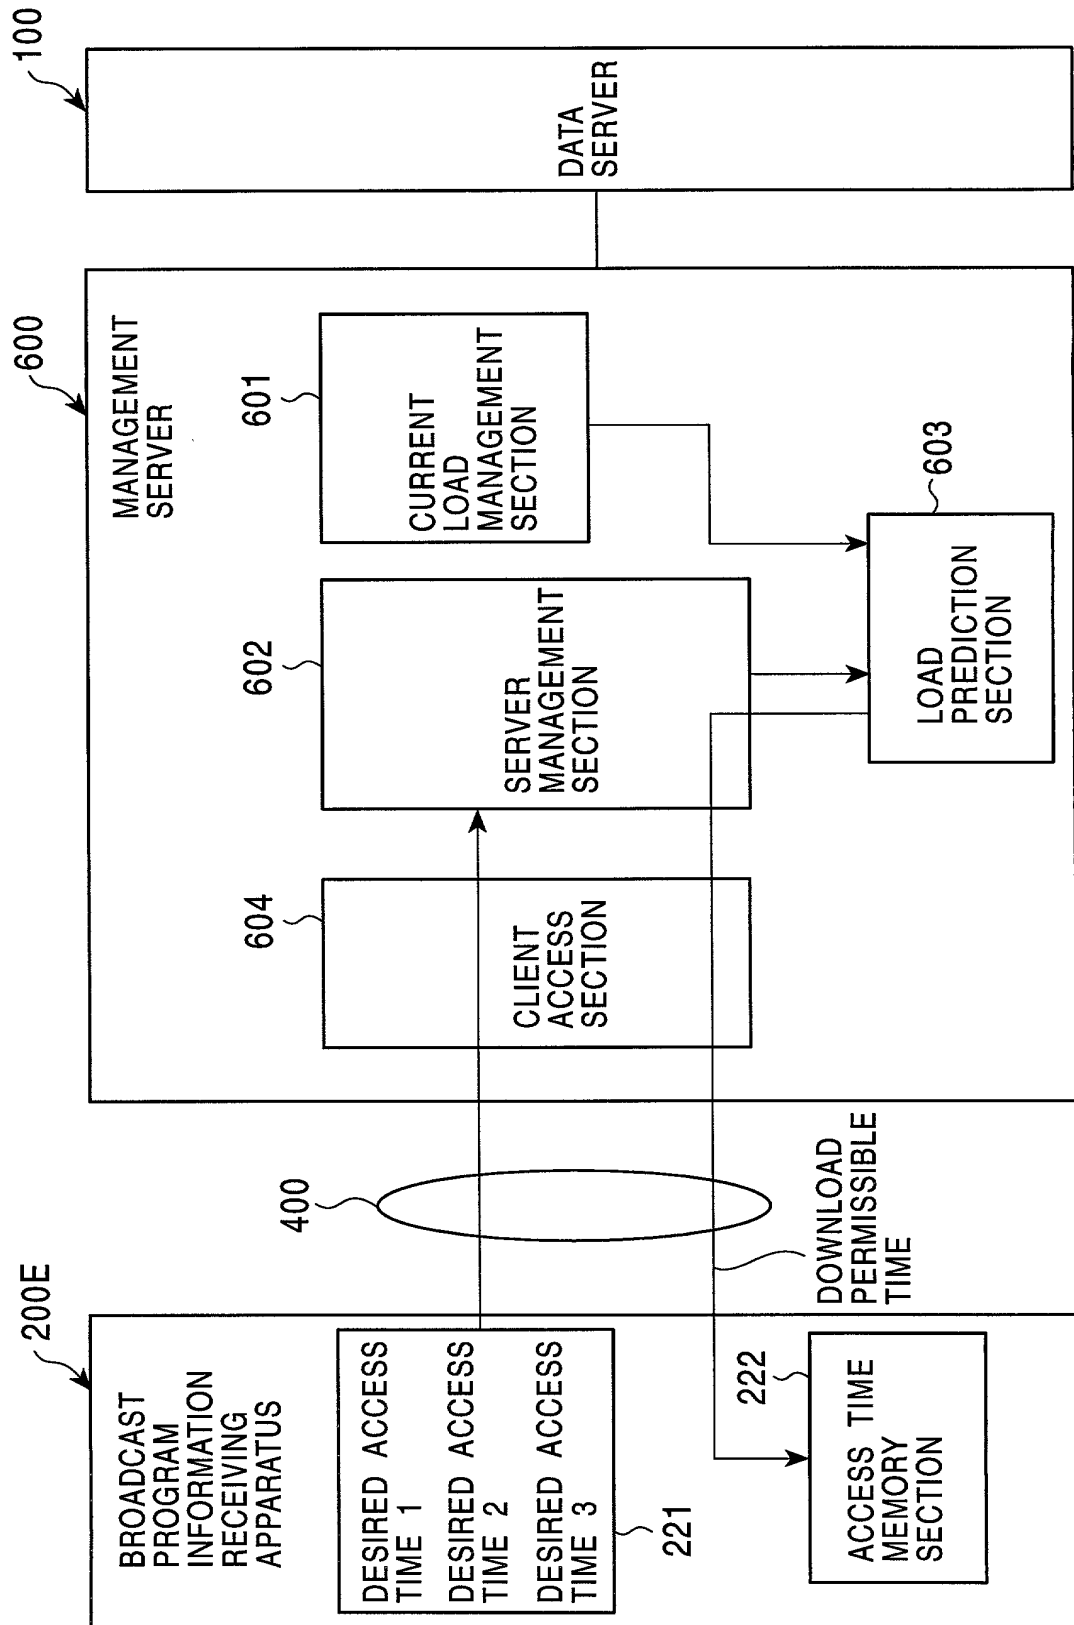 200E
BROADCAST
PROGRAM
INFORMATION
RECEIVING
APPARATUS
DESIRED ACCESS
TIME 1
DESIRED ACCESS
TIME 2
DESIRED ACCESS
TIME 3
221
222
ACCESS TIME
MEMORY
SECTION
400
DOWNLOAD
PERMISSIBLE
TIME
600
MANAGEMENT
SERVER
604
CLIENT
ACCESS
SECTION
602
SERVER
MANAGEMENT
SECTION
601
CURRENT
LOAD
MANAGEMENT
SECTION
603
LOAD
PREDICTION
SECTION
100
DATA
SERVER